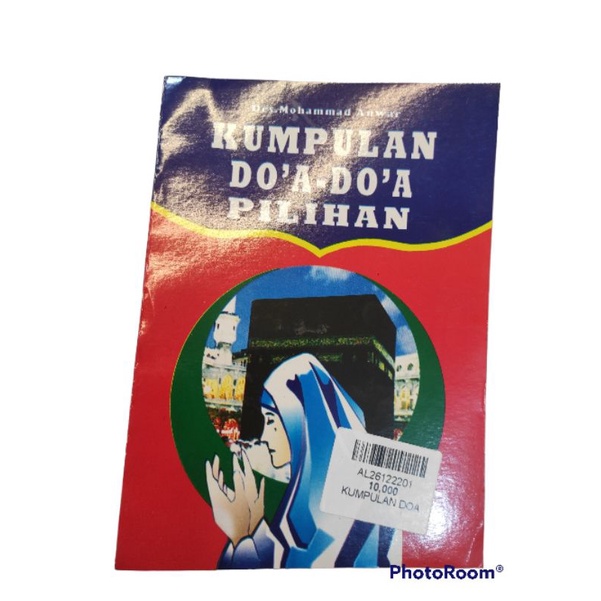 Drs.Mohammad Anwar
KUMPULAN
DO'A-DO'A
PILIHAN
AL26122201
10,000
KUMPULAN DOA
PhotoRoom®